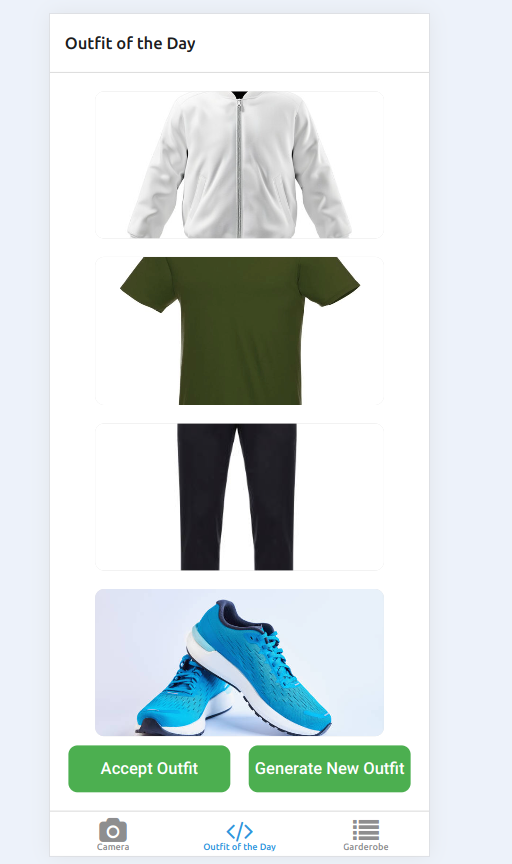 Outfit of the Day
Accept Outfit
Generate New Outfit
Camera
Outfit of the Day
Garderobe